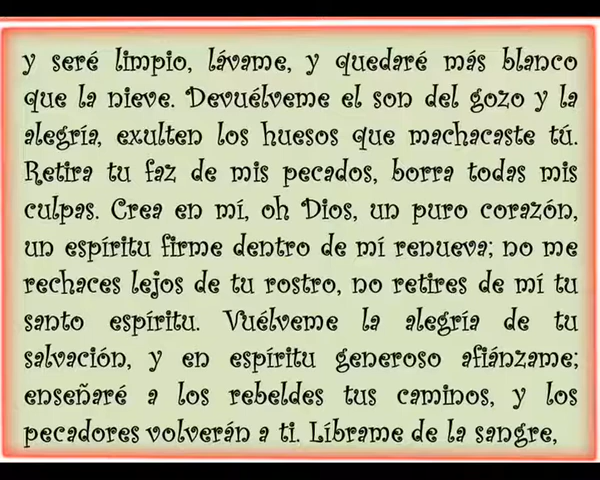 y seré limpio, lávame, y quedaré más blanco
que la nieve. Devuélveme el son del gozo y la
alegría, exulten los huesos que machacaste tú.
Retira tu faz de mis pecados, borra todas mis
culpas. Crea en mí, oh Dios, un puro corazón,
un espíritu firme dentro de mí renueva; no me
rechaces lejos de tu rostro, no retires de mí tu
santo espíritu. Vuélveme la alegría de tu
salvación, y en espíritu generoso afiánzame;
enseñaré a los rebeldes tus caminos, y los
pecadores volverán a ti. Líbrame de la sangre,